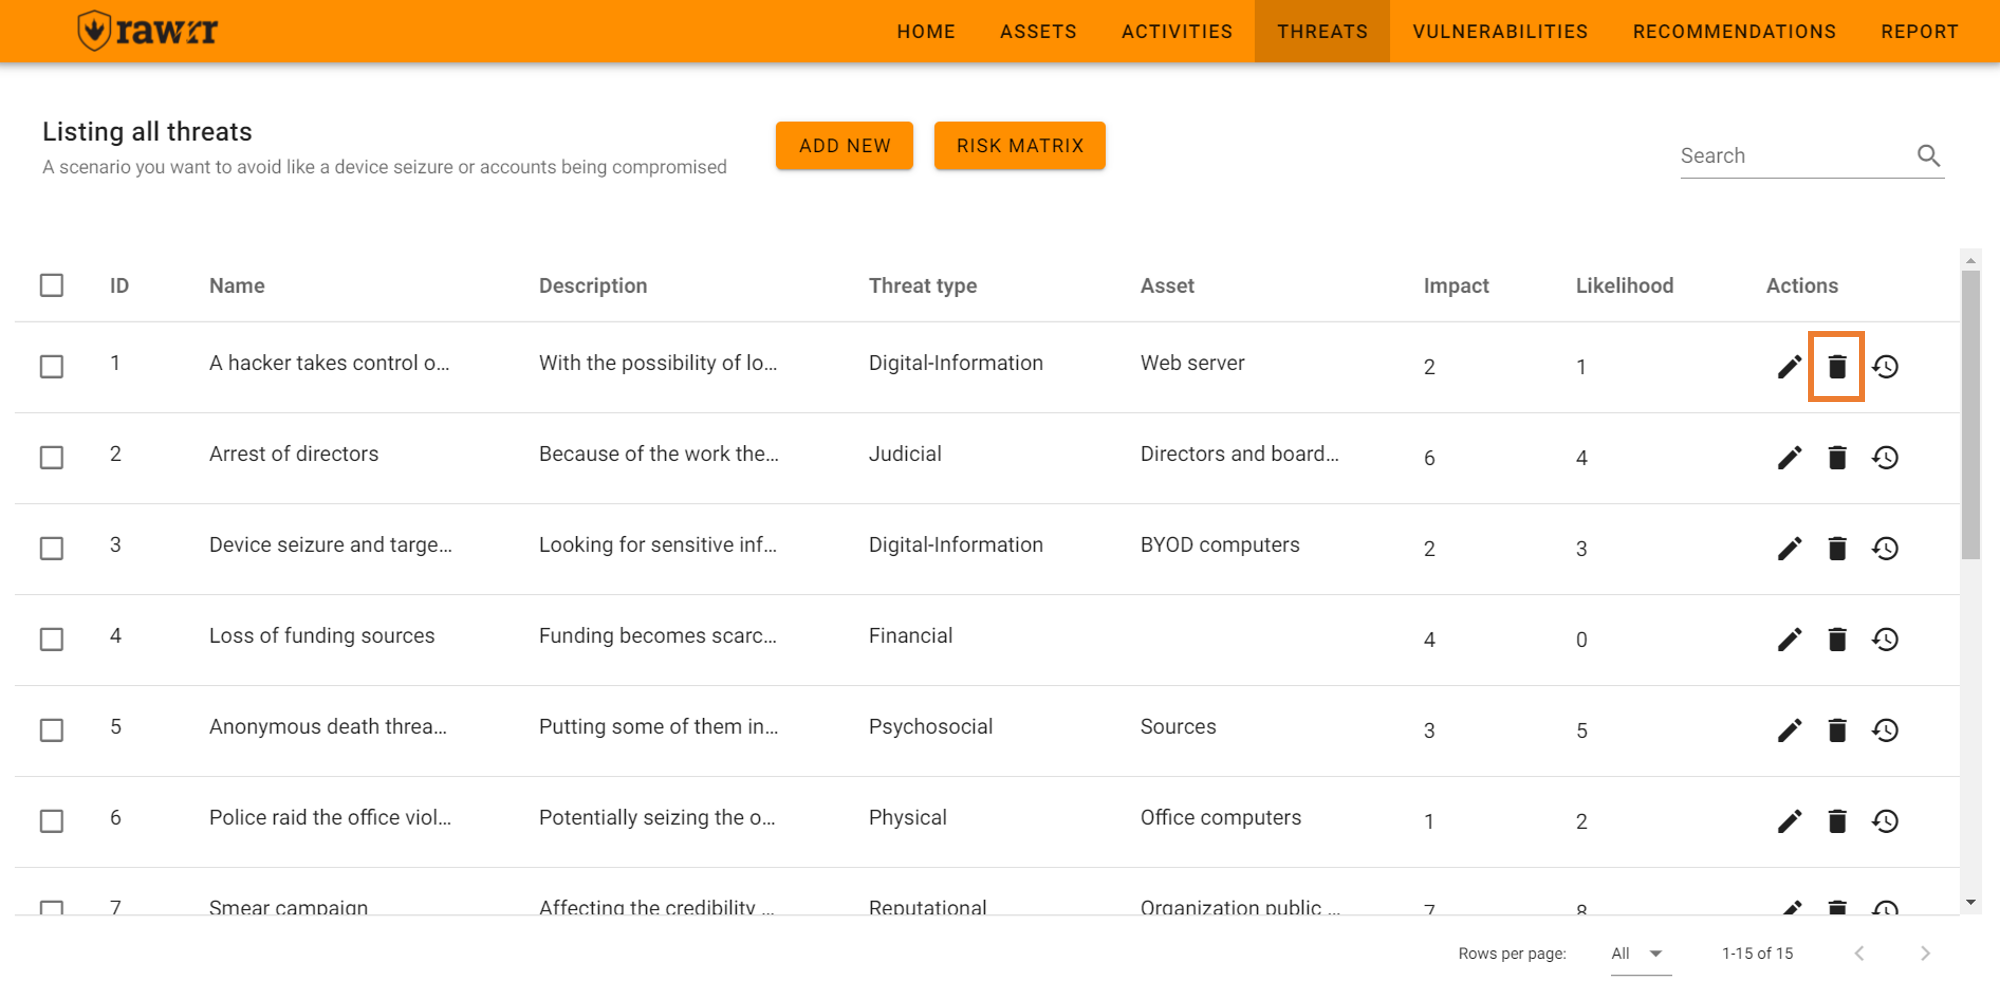 rawrr HOME ASSETS ACTIVITIES THREATS VULNERABILITIES RECOMMENDATIONS REPORT
Listing all threats
A scenario you want to avoid like a device seizure or accounts being compromised
ADD NEW RISK MATRIX
Search
ID Name Description Threat type Asset Impact Likelihood Actions
1 A hacker takes control o... With the possibility of lo... Digital-Information Web server 2 1
2 Arrest of directors Because of the work the... Judicial Directors and board... 6 4
3 Device seizure and targe... Looking for sensitive inf... Digital-Information BYOD computers 2 3
4 Loss of funding sources Funding becomes scarc... Financial 4 0
5 Anonymous death threa... Putting some of them in... Psychosocial Sources 3 5
6 Police raid the office viol... Potentially seizing the o... Physical Office computers 1 2
7 Smear campaign Affecting the credibility ... Reputational Organization public ... 7 8
Rows per page: All 1-15 of 15